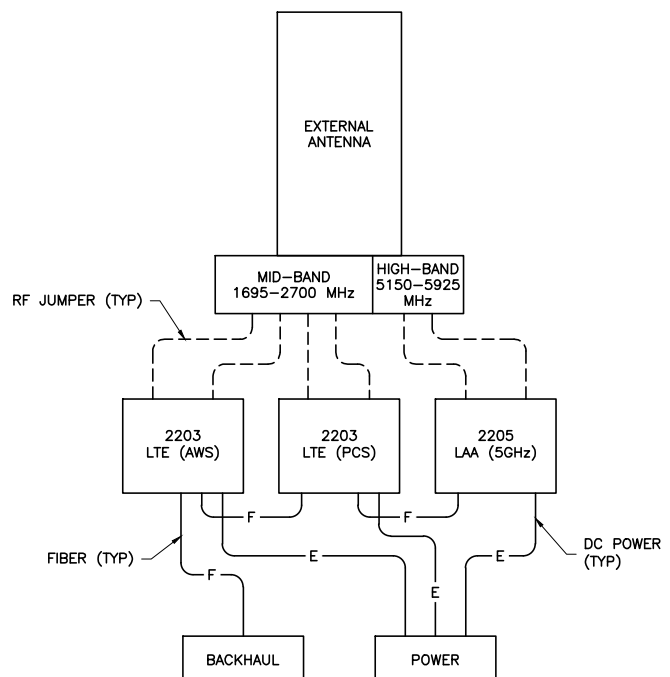 EXTERNAL
ANTENNA
MID-BAND
1695-2700 MHz
HIGH-BAND
5150-5925
MHz
RF JUMPER (TYP)
2203
LTE (AWS)
2203
LTE (PCS)
2205
LAA (5GHz)
F
F
FIBER (TYP)
E
E
DC POWER
(TYP)
F
E
BACKHAUL
POWER